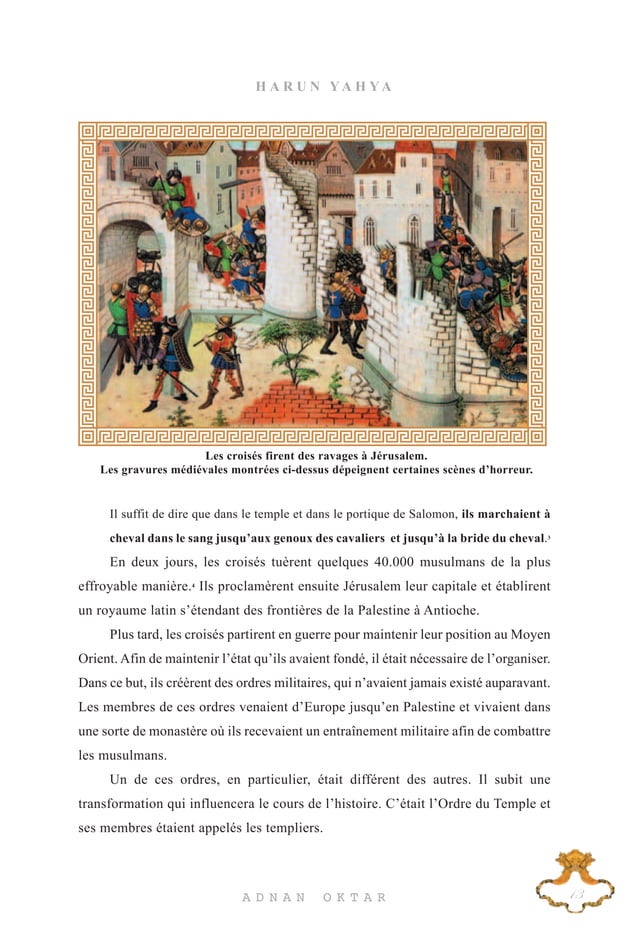 HARUN YAHYA
Les croisés firent des ravages à Jérusalem.
Les gravures médiévales montrées ci-dessus dépeignent certaines scènes d’horreur.
Il suffit de dire que dans le temple et dans le portique de Salomon, ils marchaient à
cheval dans le sang jusqu’aux genoux des cavaliers et jusqu’à la bride du cheval.³
En deux jours, les croisés tuèrent quelques 40.000 musulmans de la plus
effroyable manière.⁴ Ils proclamèrent ensuite Jérusalem leur capitale et établirent
un royaume latin s’étendant des frontières de la Palestine à Antioche.
Plus tard, les croisés partirent en guerre pour maintenir leur position au Moyen
Orient. Afin de maintenir l’état qu’ils avaient fondé, il était nécessaire de l’organiser.
Dans ce but, ils créèrent des ordres militaires, qui n’avaient jamais existé auparavant.
Les membres de ces ordres venaient d’Europe jusqu’en Palestine et vivaient dans
une sorte de monastère où ils recevaient un entraînement militaire afin de combattre
les musulmans.
Un de ces ordres, en particulier, était différent des autres. Il subit une
transformation qui influencera le cours de l’histoire. C’était l’Ordre du Temple et
ses membres étaient appelés les templiers.
ADNAN OKTAR
13